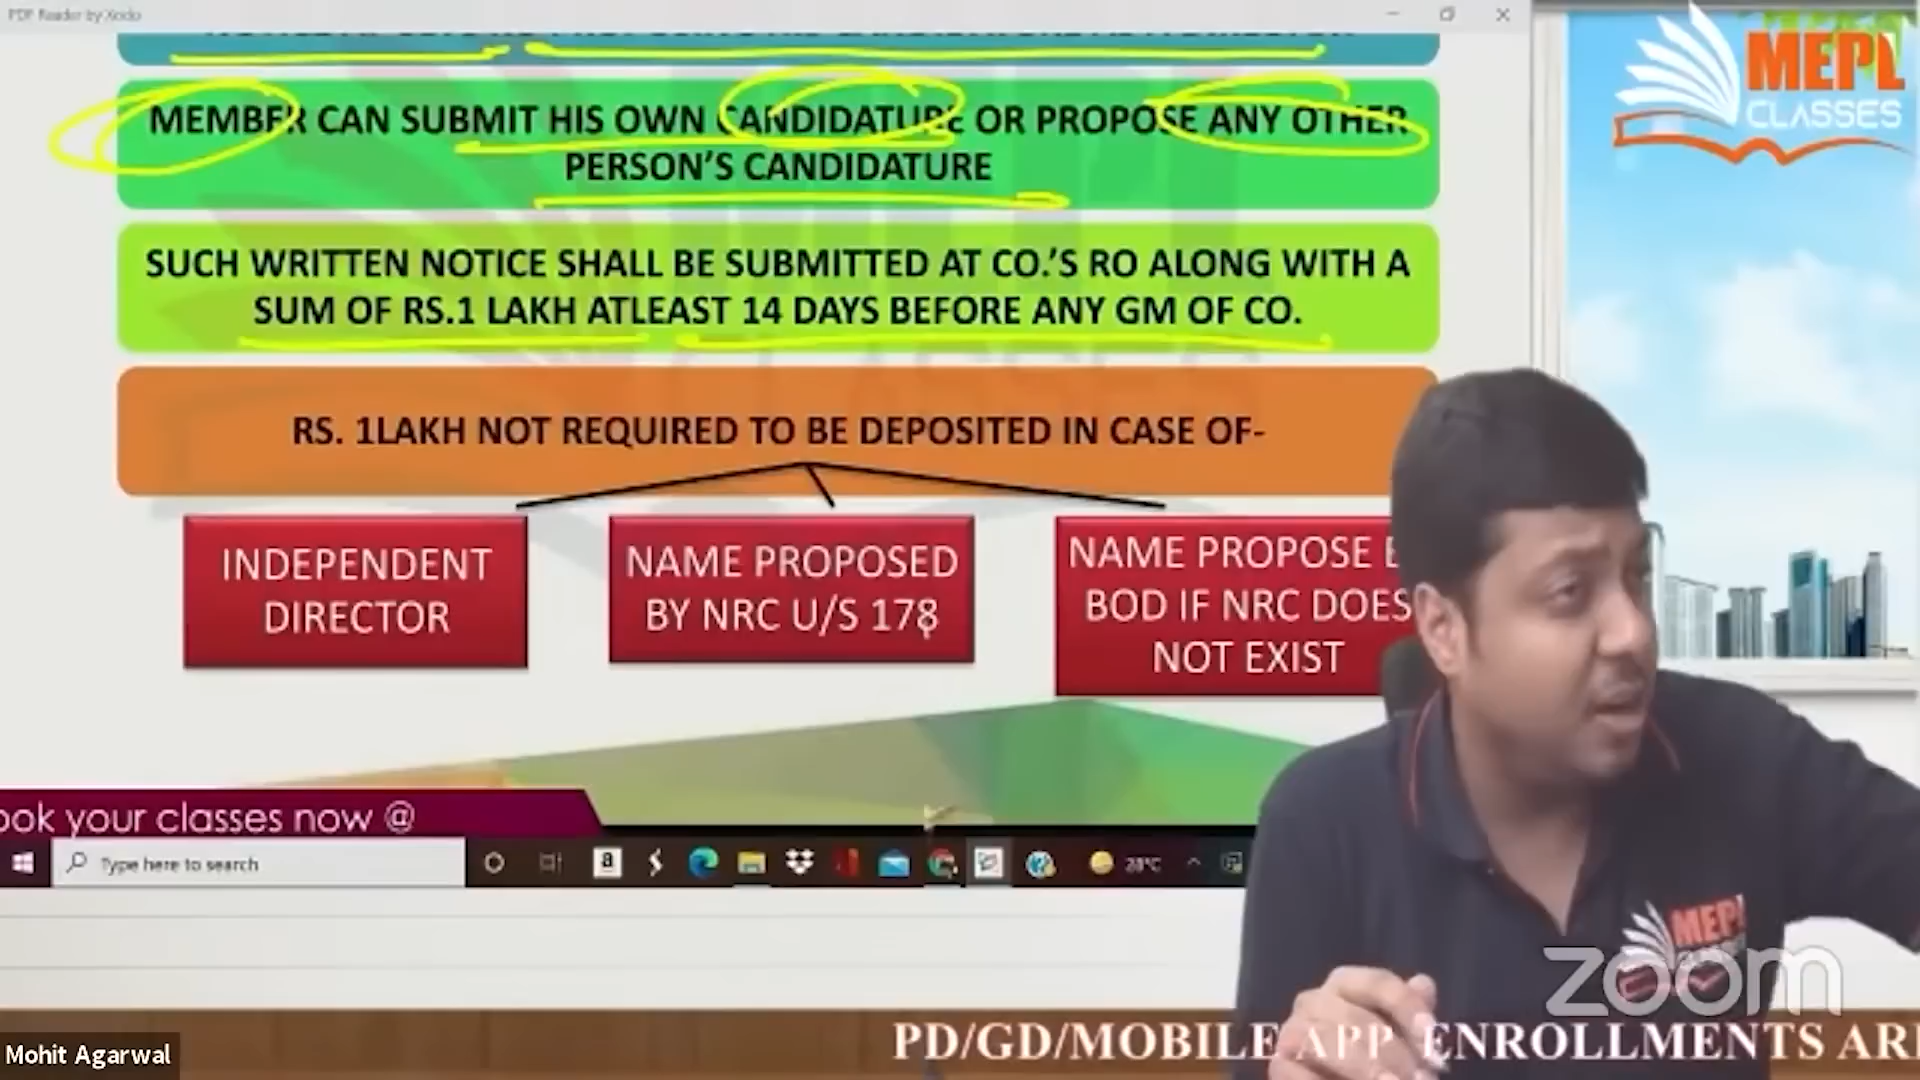 PDF Reader by Xodo
MEPL
CLASSES
MEMBER CAN SUBMIT HIS OWN CANDIDATURE OR PROPOSE ANY OTHER
PERSON'S CANDIDATURE
SUCH WRITTEN NOTICE SHALL BE SUBMITTED AT CO.'S RO ALONG WITH A
SUM OF RS.1 LAKH ATLEAST 14 DAYS BEFORE ANY GM OF CO.
RS. 1LAKH NOT REQUIRED TO BE DEPOSITED IN CASE OF-
INDEPENDENT
DIRECTOR
NAME PROPOSED
BY NRC U/S 178
NAME PROPOSE
BOD IF NRC DOES
NOT EXIST
ook your classes now @
Type here to search
28°C
MEPL
zoom
Mohit Agarwal
PD/GD/MOBILE APP ENROLLMENTS AR